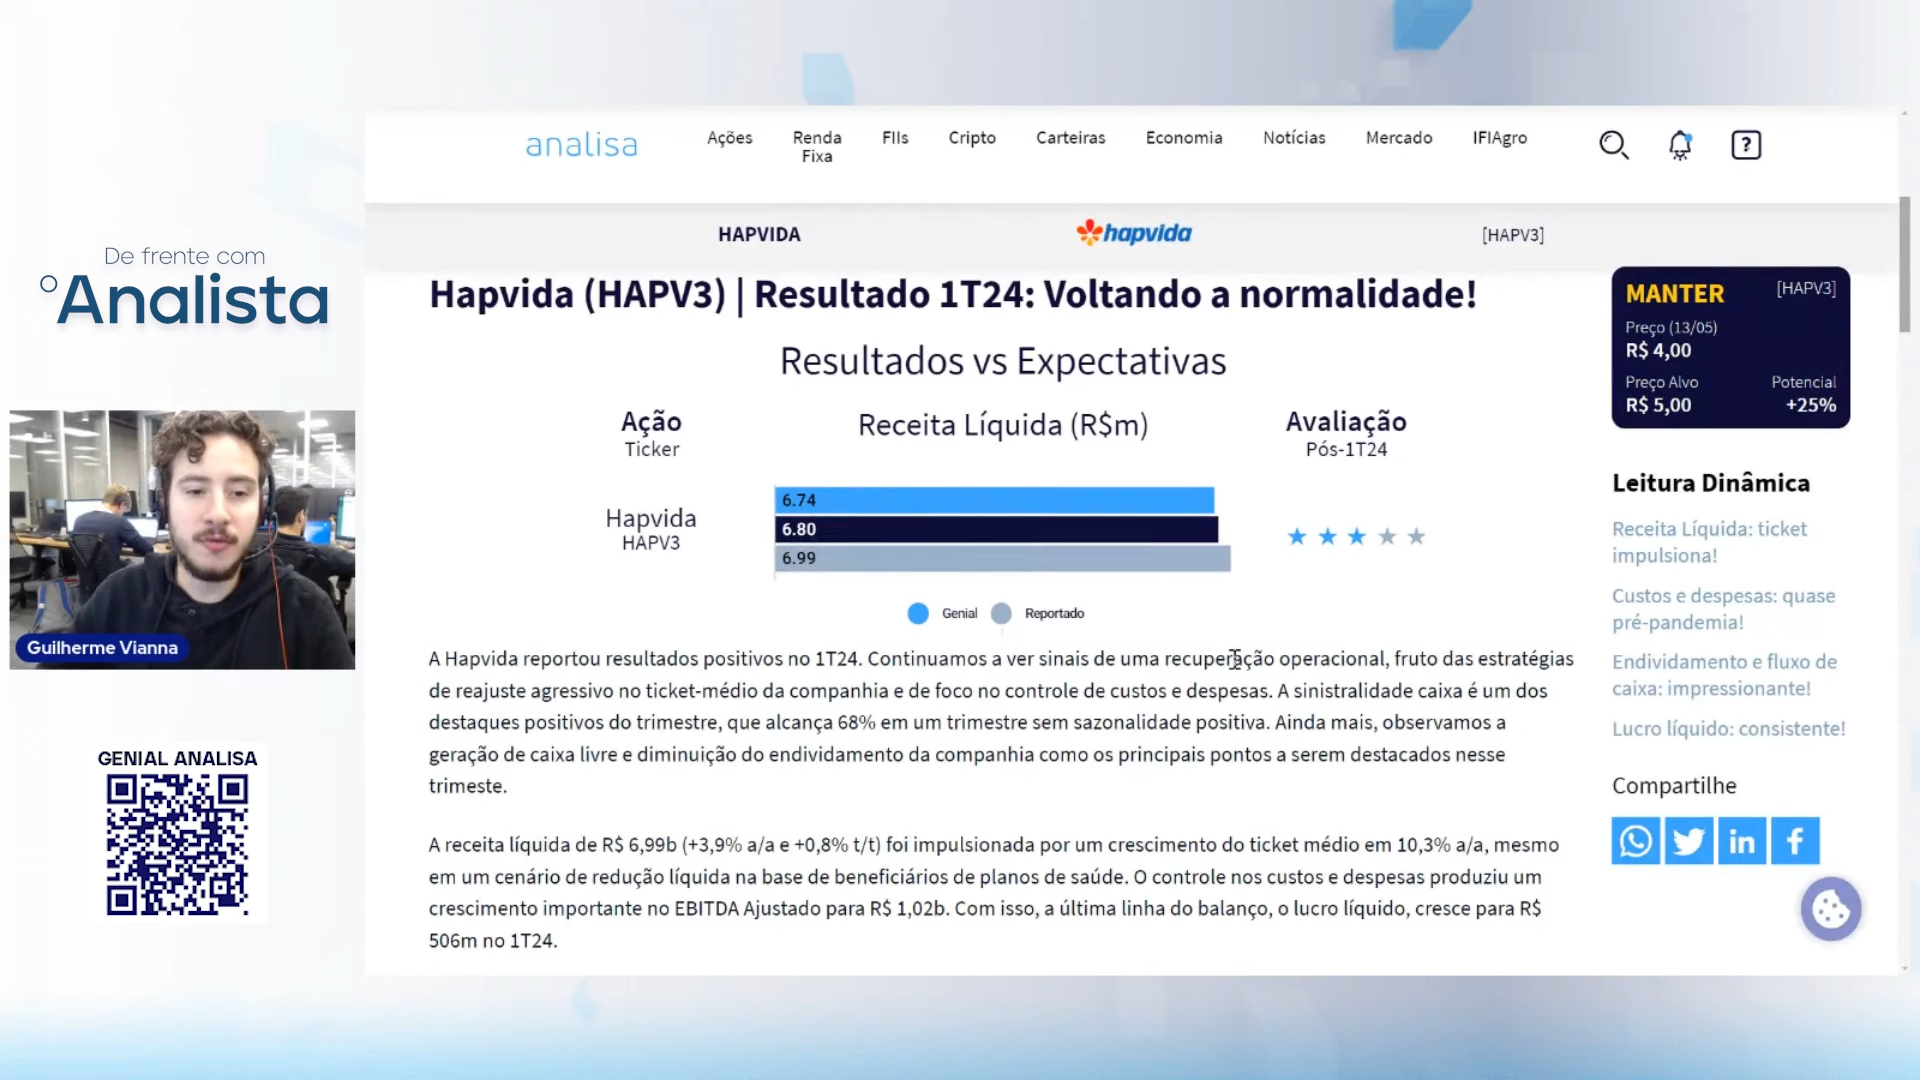 De frente com
Analista
Guilherme Vianna
GENIAL ANALISA
analisa
Ações
Renda
Fixa
FIIs
Cripto
Carteiras
Economia
Notícias
Mercado
IFIAgro
?
HAPVIDA
hapvida
[HAPV3]
Hapvida (HAPV3) | Resultado 1T24: Voltando a normalidade!
Resultados vs Expectativas
Ação
Ticker
Receita Líquida (R$m)
Avaliação
Pós-1T24
Hapvida
HAPV3
6.74
6.80
6.99
Genial
Reportado
A Hapvida reportou resultados positivos no 1T24. Continuamos a ver sinais de uma recuperação operacional, fruto das estratégias
de reajuste agressivo no ticket-médio da companhia e de foco no controle de custos e despesas. A sinistralidade caixa é um dos
destaques positivos do trimestre, que alcança 68% em um trimestre sem sazonalidade positiva. Ainda mais, observamos a
geração de caixa livre e diminuição do endividamento da companhia como os principais pontos a serem destacados nesse
trimeste.
A receita líquida de R$ 6,99b (+3,9% a/a e +0,8% t/t) foi impulsionada por um crescimento do ticket médio em 10,3% a/a, mesmo
em um cenário de redução líquida na base de beneficiários de planos de saúde. O controle nos custos e despesas produziu um
crescimento importante no EBITDA Ajustado para R$ 1,02b. Com isso, a última linha do balanço, o lucro líquido, cresce para R$
506m no 1T24.
MANTER
[HAPV3]
Preço (13/05)
R$ 4,00
Preço Alvo
Potencial
R$ 5,00
+25%
Leitura Dinâmica
Receita Líquida: ticket
impulsiona!
Custos e despesas: quase
pré-pandemia!
Endividamento e fluxo de
caixa: impressionante!
Lucro líquido: consistente!
Compartilhe